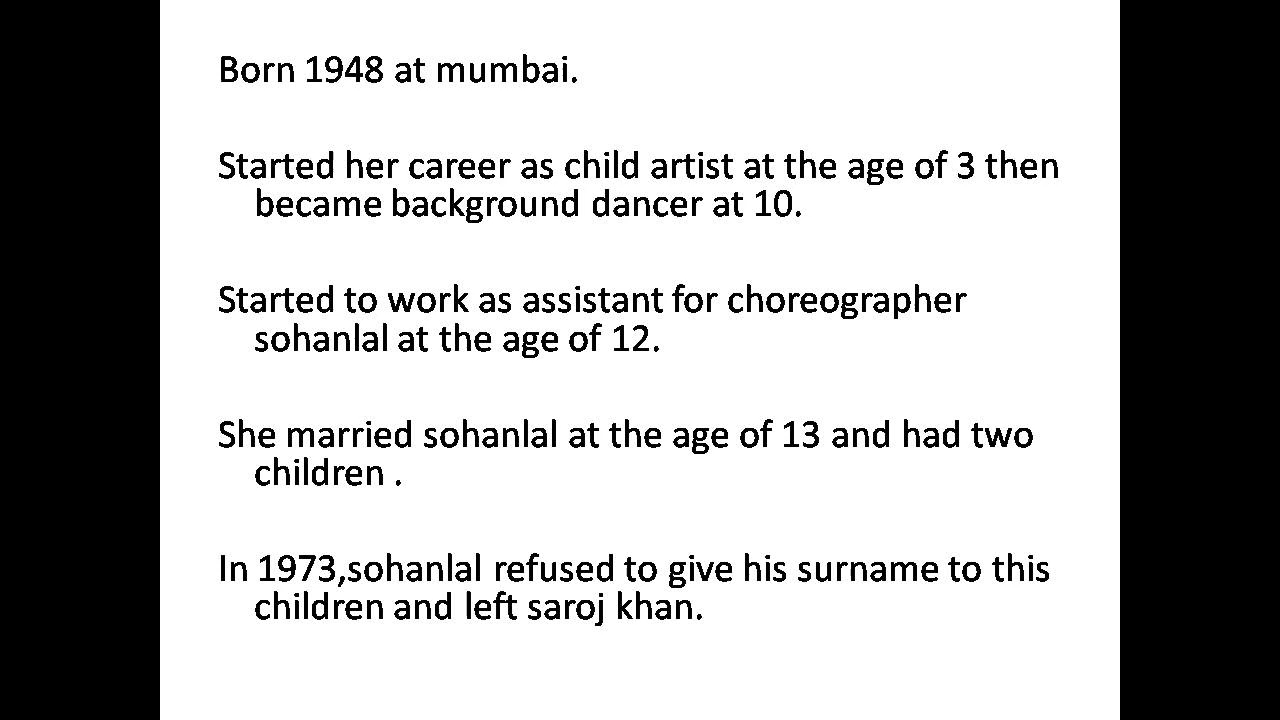 Born 1948 at mumbai.
Started her career as child artist at the age of 3 then
became background dancer at 10.
Started to work as assistant for choreographer
sohanlal at the age of 12.
She married sohanlal at the age of 13 and had two
children .
In 1973,sohanlal refused to give his surname to this
children and left saroj khan.